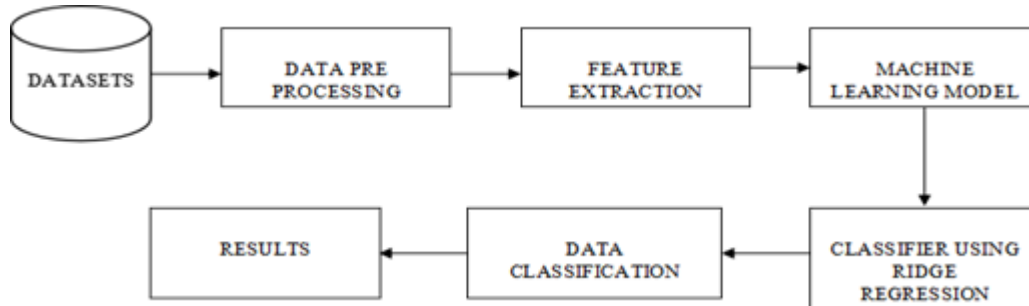 DATASETS
DATA PRE
PROCESSING
FEATURE
EXTRACTION
MACHINE
LEARNING MODEL
CLASSIFIER USING
RIDGE
REGRESSION
DATA
CLASSIFICATION
RESULTS